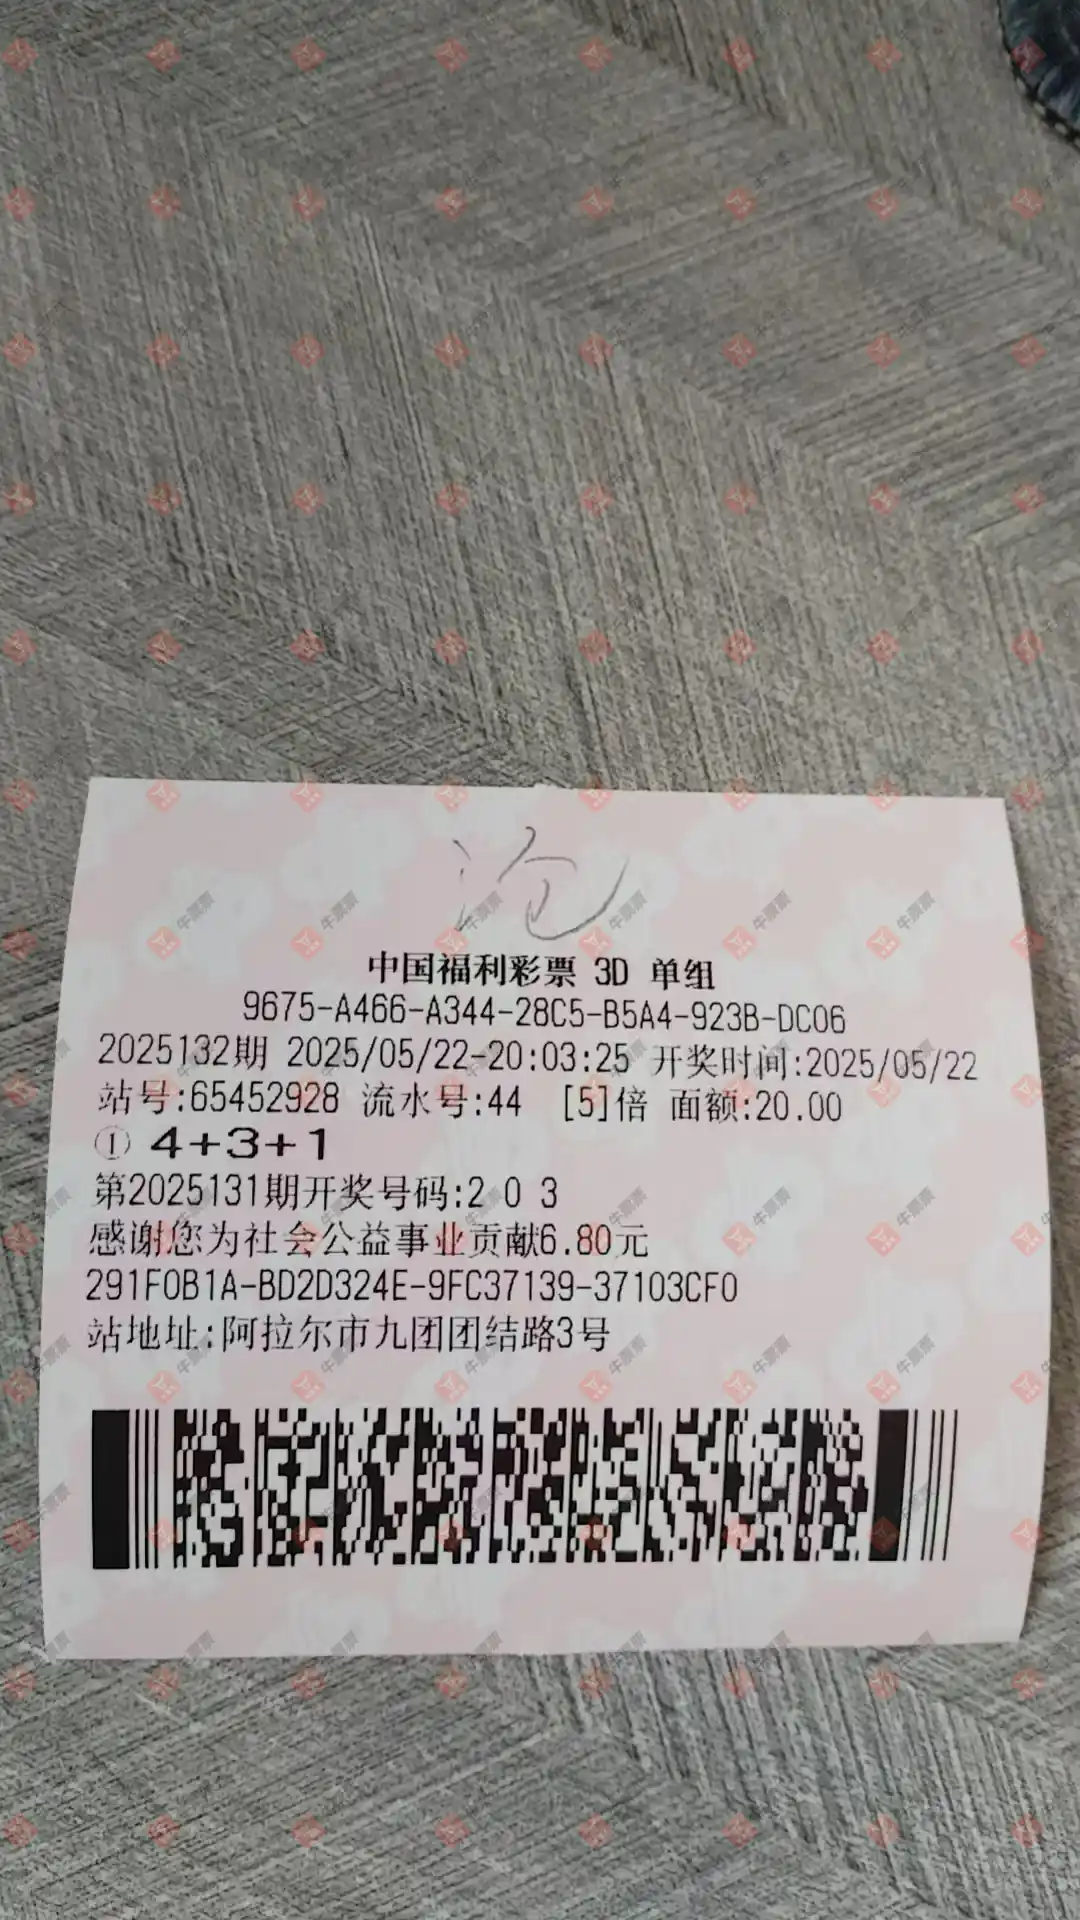 沧
中国福利彩票 3D 单组
9675-A466-A344-28C5-B5A4-923B-DC06
2025132期 2025/05/22-20:03:25 开奖时间:2025/05/22
站号:65452928 流水号:44 [5]倍 面额:20.00
① 4+3+1
第2025131期开奖号码:2 0 3
感谢您为社会公益事业贡献6.80元
291F0B1A-BD2D324E-9FC37139-37103CF0
站地址:阿拉尔市九团团结路3号
牛票票